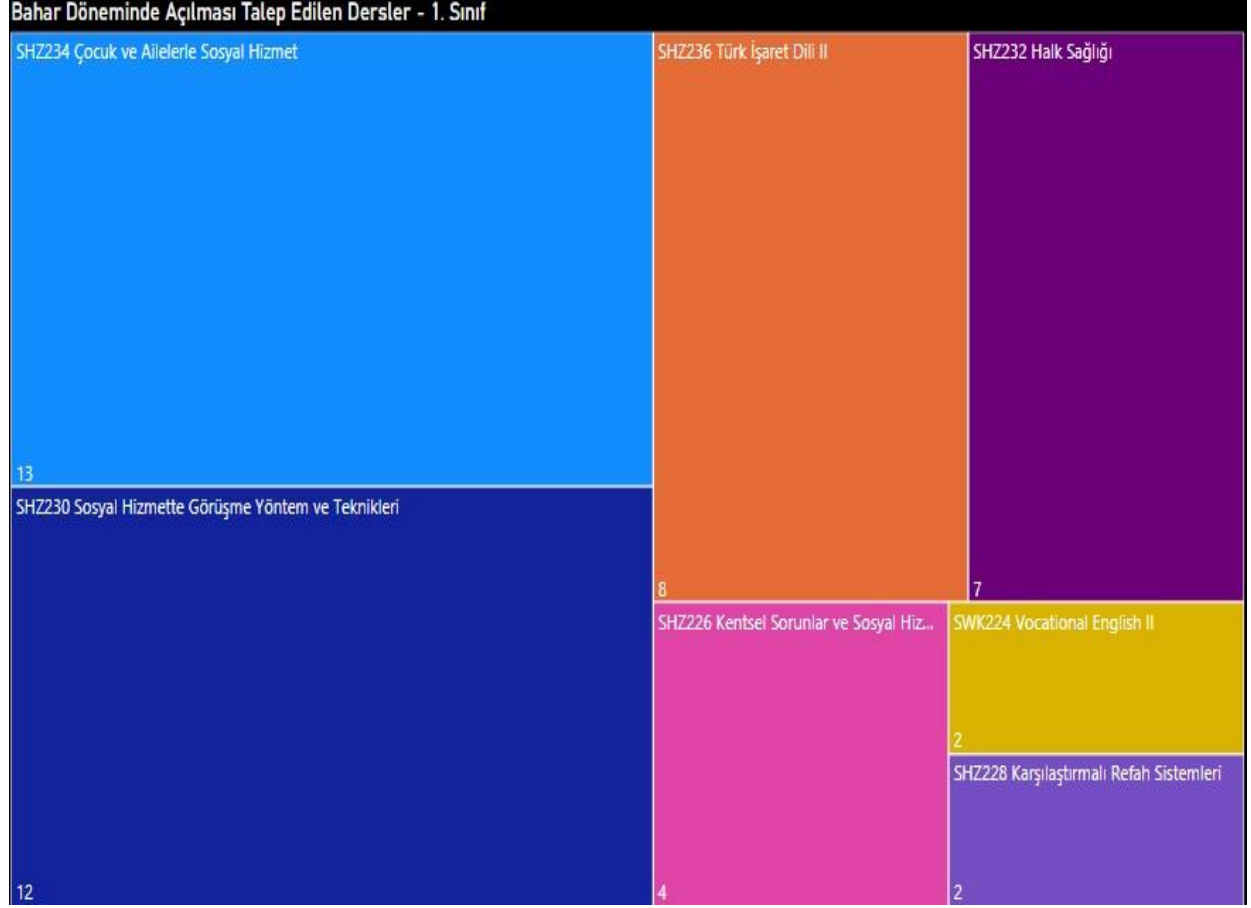 Bahar Döneminde Açılması Talep Edilen Dersler - 1. Sınıf
SHZ234 Çocuk ve Ailelerle Sosyal Hizmet
13
SHZ230 Sosyal Hizmette Görüşme Yöntem ve Teknikleri
12
SHZ236 Türk İşaret Dili II
8
SHZ232 Halk Sağlığı
7
SHZ226 Kentsel Sorunlar ve Sosyal Hiz...
4
SWK224 Vocational English II
2
SHZ228 Karşılaştırmalı Refah Sistemleri
2